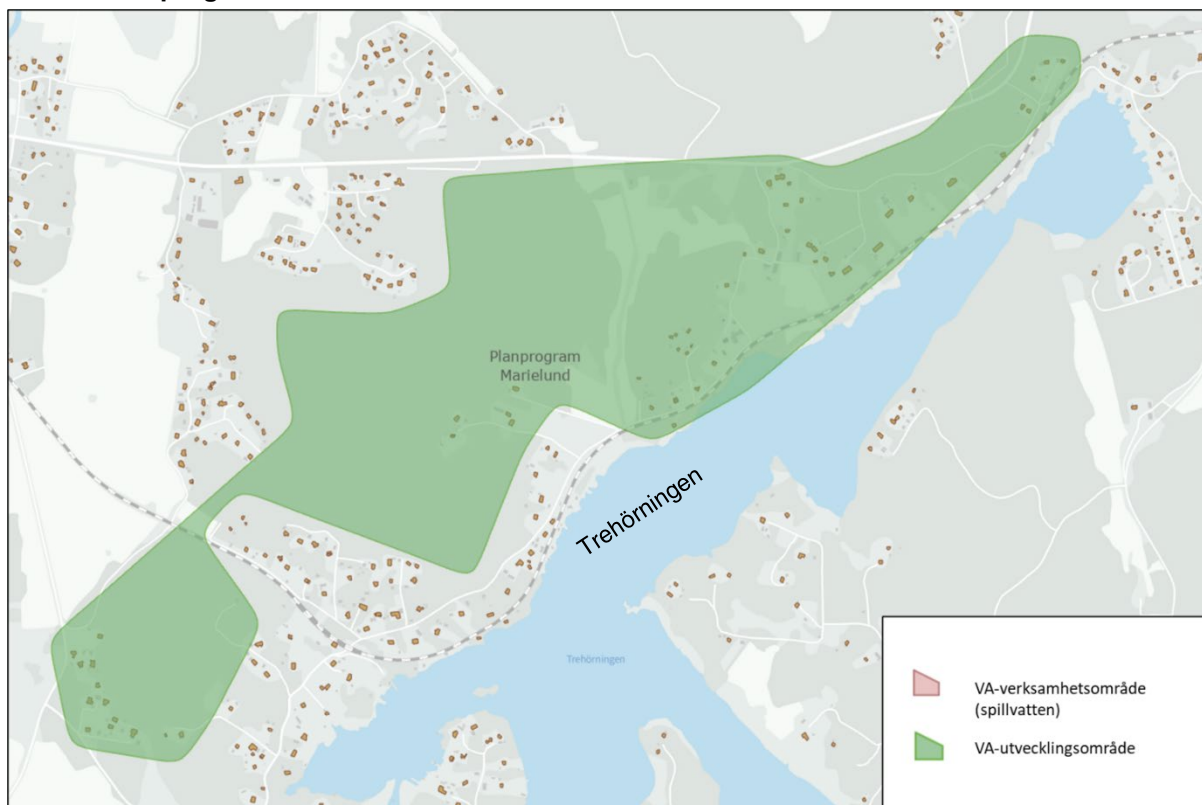 Planprogram
Marielund
Trehörningen
Trehörningen
VA-verksamhetsområde
(spillvatten)
VA-utvecklingsområde